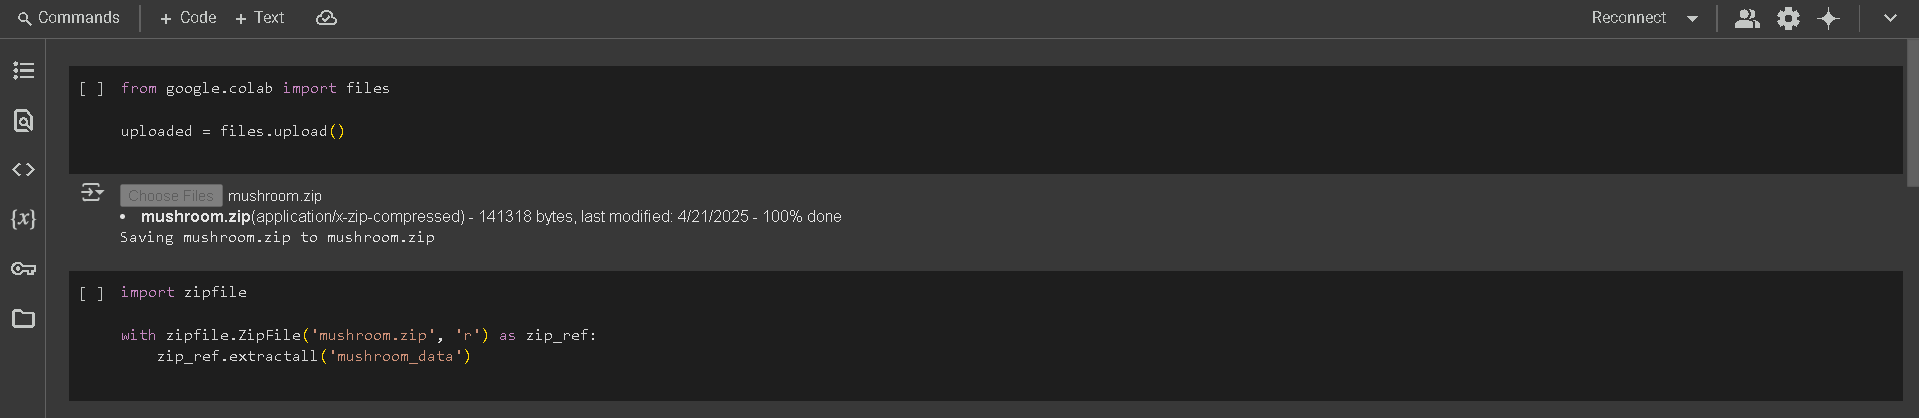 Commands + Code + Text Reconnect
[ ] from google.colab import files
uploaded = files.upload()
Choose Files mushroom.zip
• mushroom.zip(application/x-zip-compressed) - 141318 bytes, last modified: 4/21/2025 - 100% done
Saving mushroom.zip to mushroom.zip
[ ] import zipfile
with zipfile.ZipFile('mushroom.zip', 'r') as zip_ref:
    zip_ref.extractall('mushroom_data')